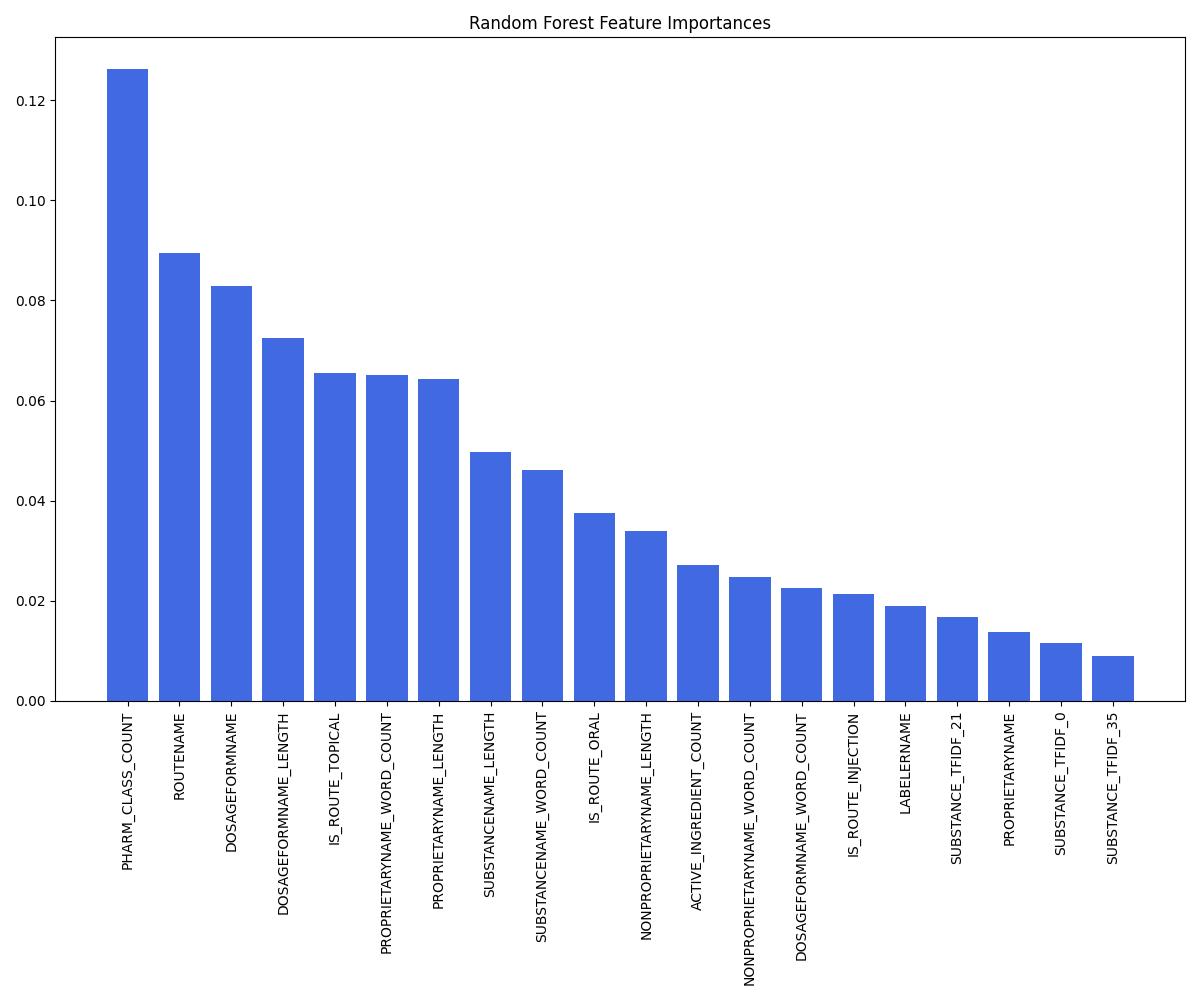 Random Forest Feature Importances
0.12
0.10
0.08
0.06
0.04
0.02
0.00
PHARM_CLASS_COUNT
ROUTENAME
DOSAGEFORMNAME
DOSAGEFORMNAME_LENGTH
IS_ROUTE_TOPICAL
PROPRIETARYNAME_WORD_COUNT
PROPRIETARYNAME_LENGTH
SUBSTANCENAME_LENGTH
SUBSTANCENAME_WORD_COUNT
IS_ROUTE_ORAL
NONPROPRIETARYNAME_LENGTH
ACTIVE_INGREDIENT_COUNT
NONPROPRIETARYNAME_WORD_COUNT
DOSAGEFORMNAME_WORD_COUNT
IS_ROUTE_INJECTION
LABELERNAME
SUBSTANCE_TFIDF_21
PROPRIETARYNAME
SUBSTANCE_TFIDF_0
SUBSTANCE_TFIDF_35